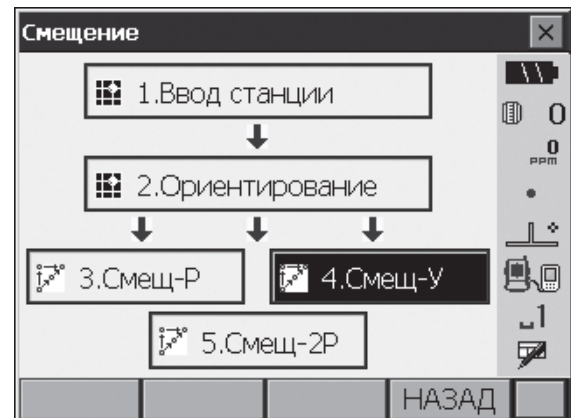 Смещение
1.Ввод станции
2.Ориентирование
3.Смещ-Р
4.Смещ-У
5.Смещ-2Р
0
0
ppm
1
НАЗАД